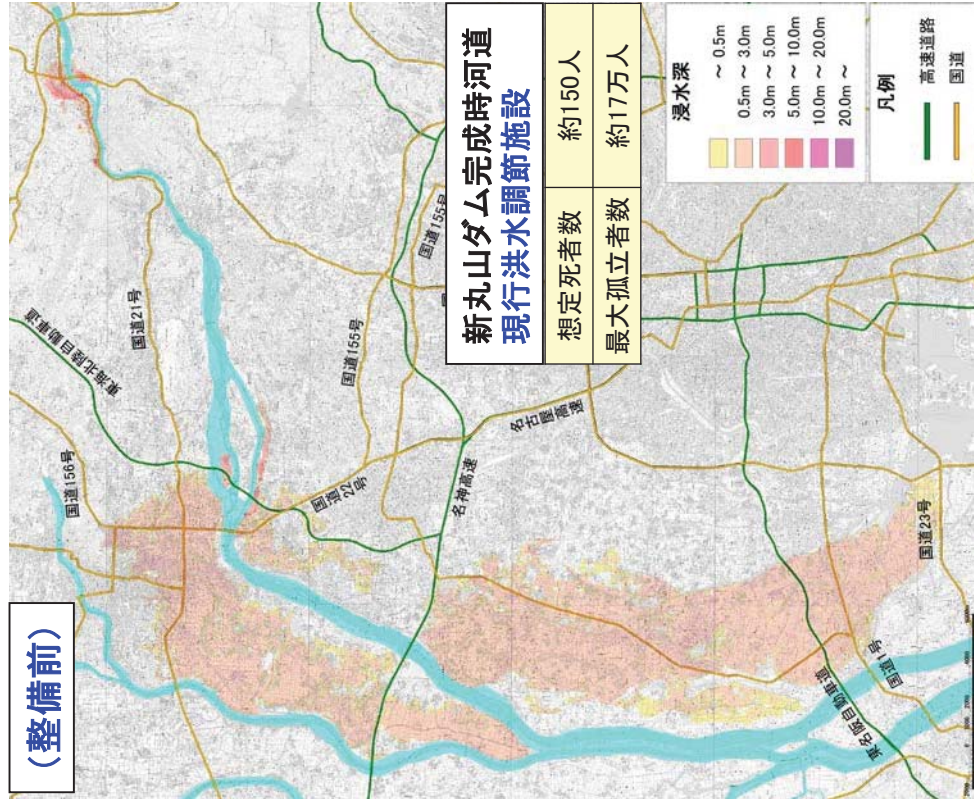 (整備前)
新丸山ダム完成時河道
現行洪水調節施設
想定死者数 約150人
最大孤立者数 約17万人
浸水深
~ 0.5m
0.5m ~ 3.0m
3.0m ~ 5.0m
5.0m ~ 10.0m
10.0m ~ 20.0m
20.0m ~
凡例
高速道路
国道
国道156号
東海北陸自動車道
国道21号
国道155号
国道155号
国道22号
名古屋高速
名神高速
東名阪自動車道
国道1号
国道23号